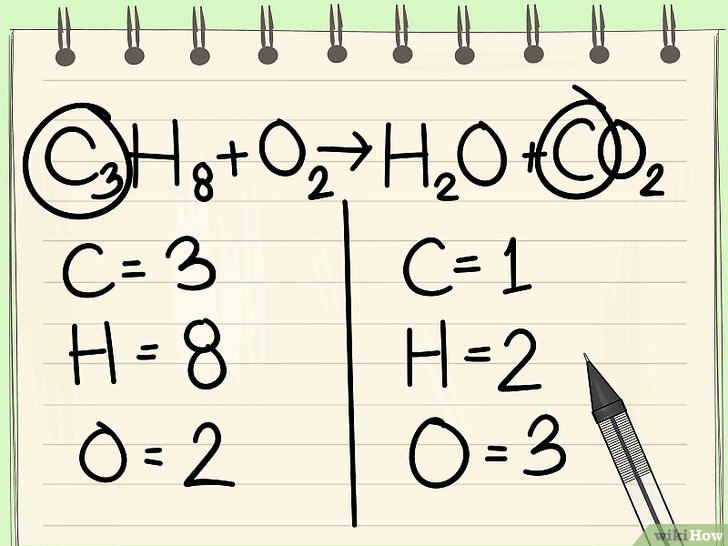 C₃H₈ + O₂ → H₂O + CO₂
C = 3
H = 8
O = 2
C = 1
H = 2
O = 3
wikiHow